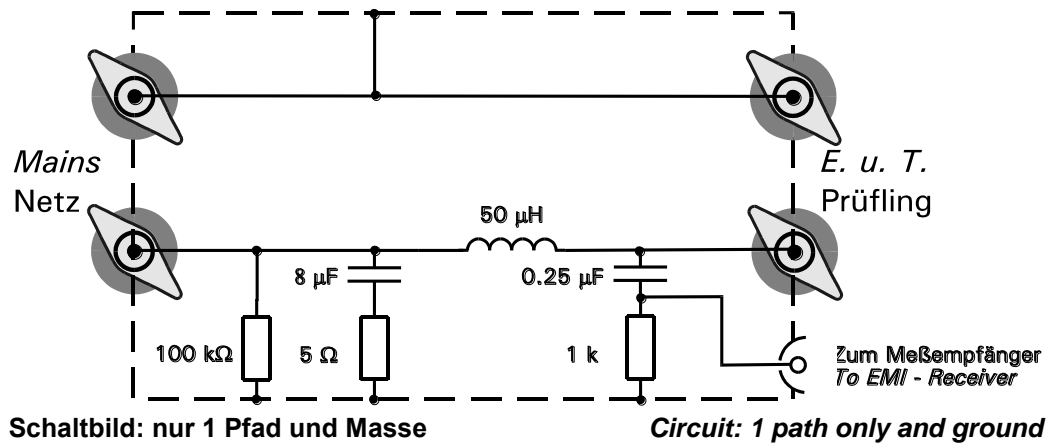 Mains
Netz
E. u. T.
Prüfling
50 µH
8 µF
0.25 µF
100 kΩ
5 Ω
1 k
Zum Meßempfänger
To EMI - Receiver
Schaltbild: nur 1 Pfad und Masse
Circuit: 1 path only and ground